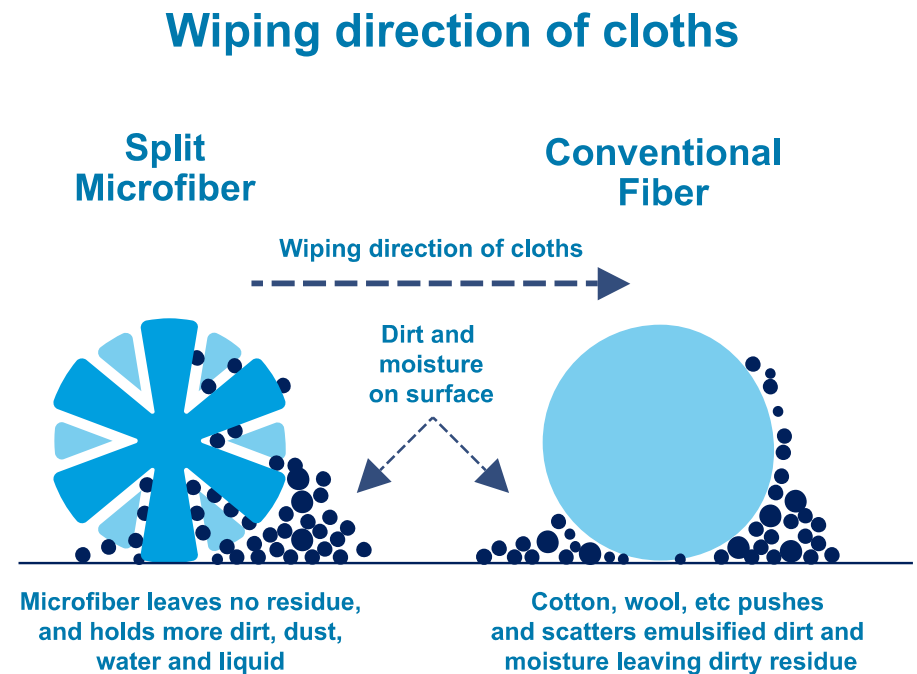 Wiping direction of cloths
Split
Microfiber
Conventional
Fiber
Wiping direction of cloths
Dirt and
moisture
on surface
Microfiber leaves no residue,
and holds more dirt, dust,
water and liquid
Cotton, wool, etc pushes
and scatters emulsified dirt and
moisture leaving dirty residue